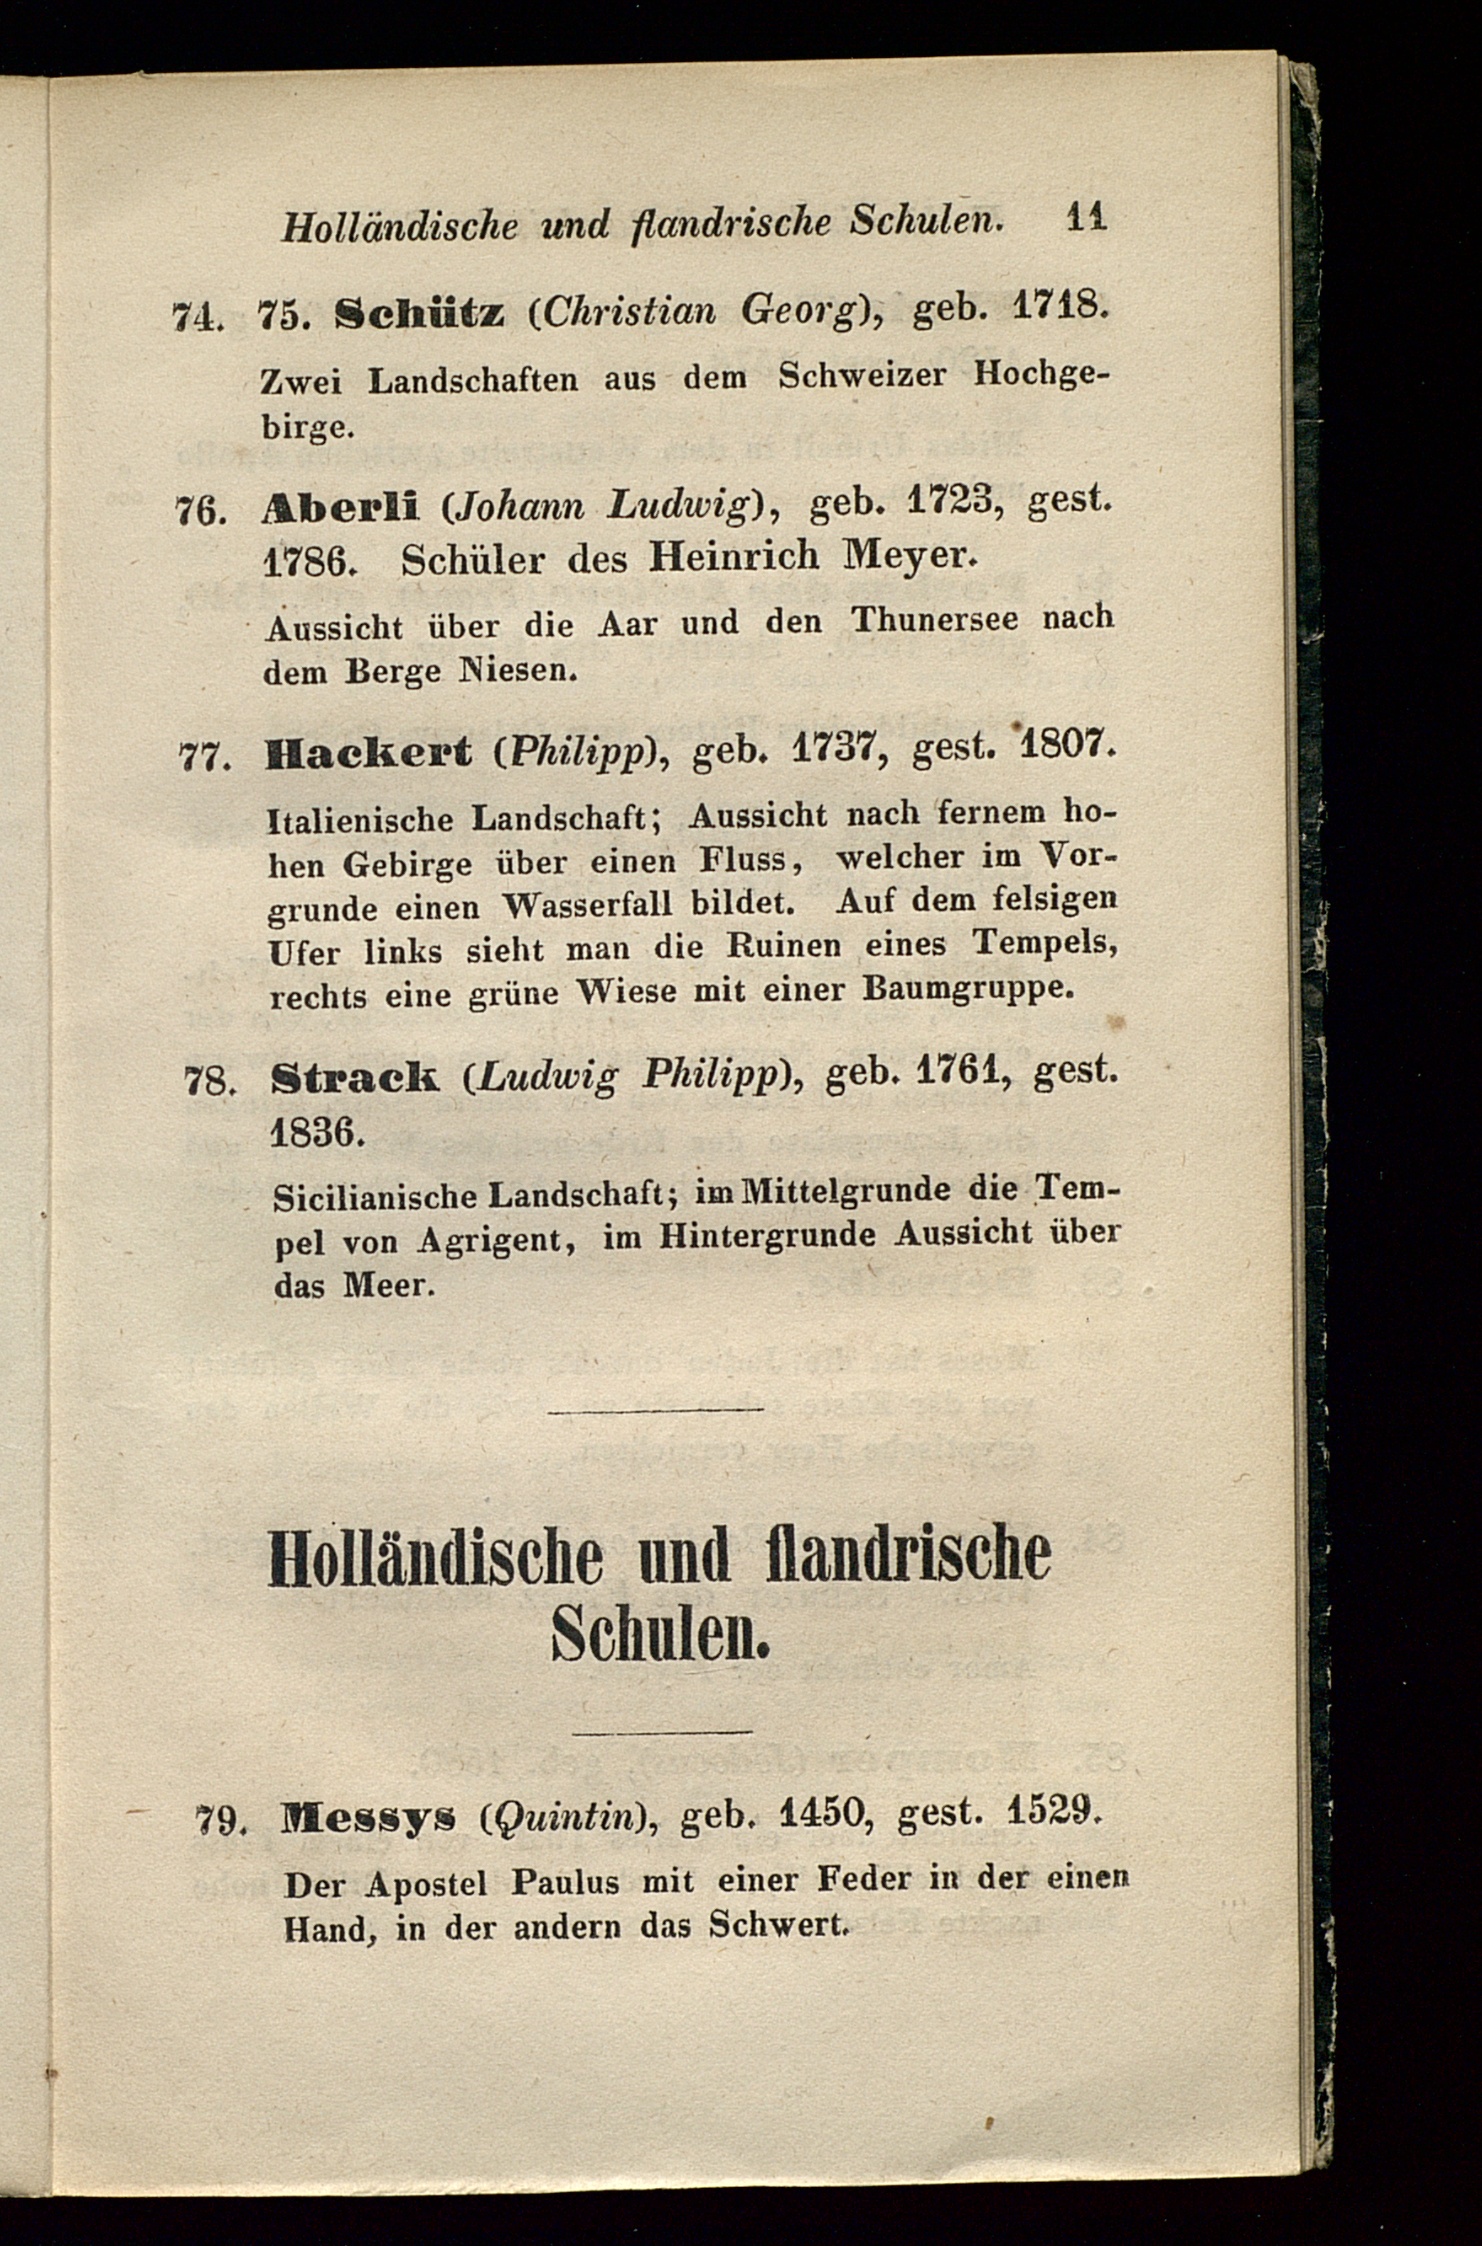 Holländische und flandrische Schulen. 11
74. 75. Schütz (Christian Georg), geb. 1718.
Zwei Landschaften aus dem Schweizer Hochge-
birge.
76. Aberli (Johann Ludwig), geb. 1723, gest.
1786. Schüler des Heinrich Meyer.
Aussicht über die Aar und den Thunersee nach
dem Berge Niesen.
77. Hackert (Philipp), geb. 1737, gest. 1807.
Italienische Landschaft; Aussicht nach fernem ho-
hen Gebirge über einen Fluss, welcher im Vor-
grunde einen Wasserfall bildet. Auf dem felsigen
Ufer links sieht man die Ruinen eines Tempels,
rechts eine grüne Wiese mit einer Baumgruppe.
78. Strack (Ludwig Philipp), geb. 1761, gest.
1836.
Sicilianische Landschaft; im Mittelgrunde die Tem-
pel von Agrigent, im Hintergrunde Aussicht über
das Meer.
Holländische und flandrische
Schulen.
79. Messys (Quintin), geb. 1450, gest. 1529.
Der Apostel Paulus mit einer Feder in der einen
Hand, in der andern das Schwert.